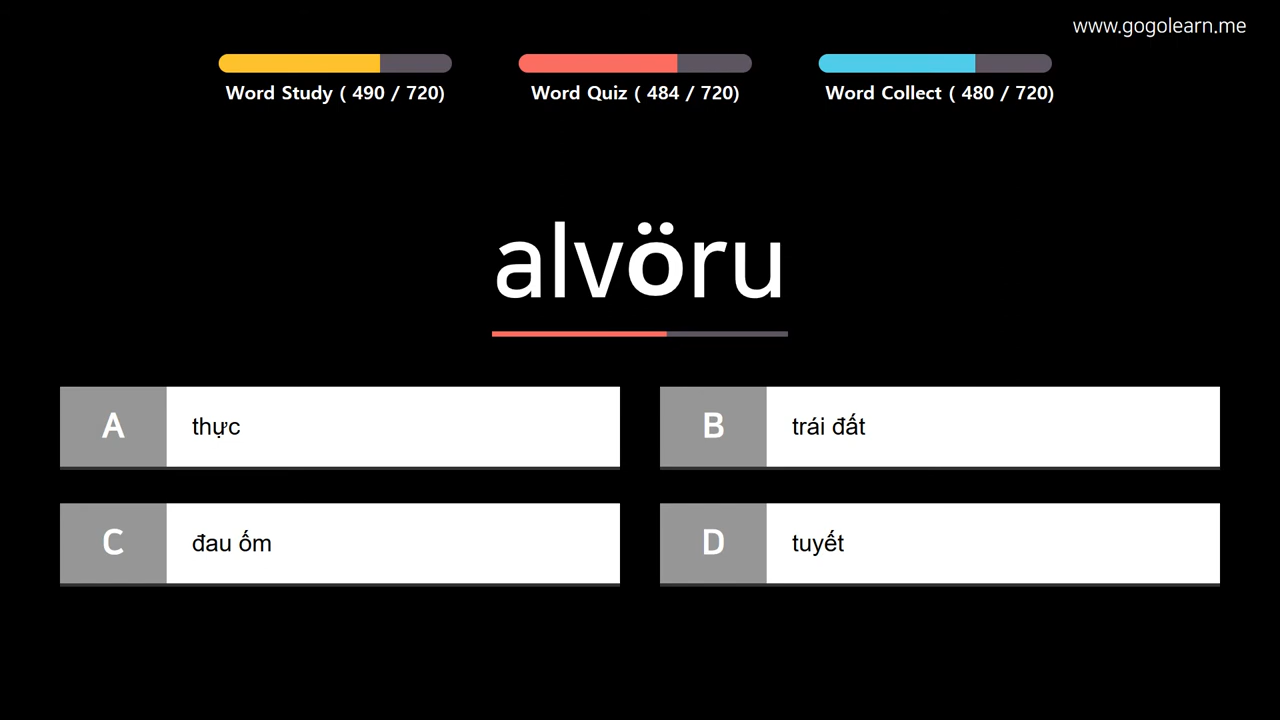 www.gogolearn.me
Word Study ( 490 / 720)
Word Quiz ( 484 / 720)
Word Collect ( 480 / 720)
alvöru
A
thực
B
trái đất
C
đau ốm
D
tuyết